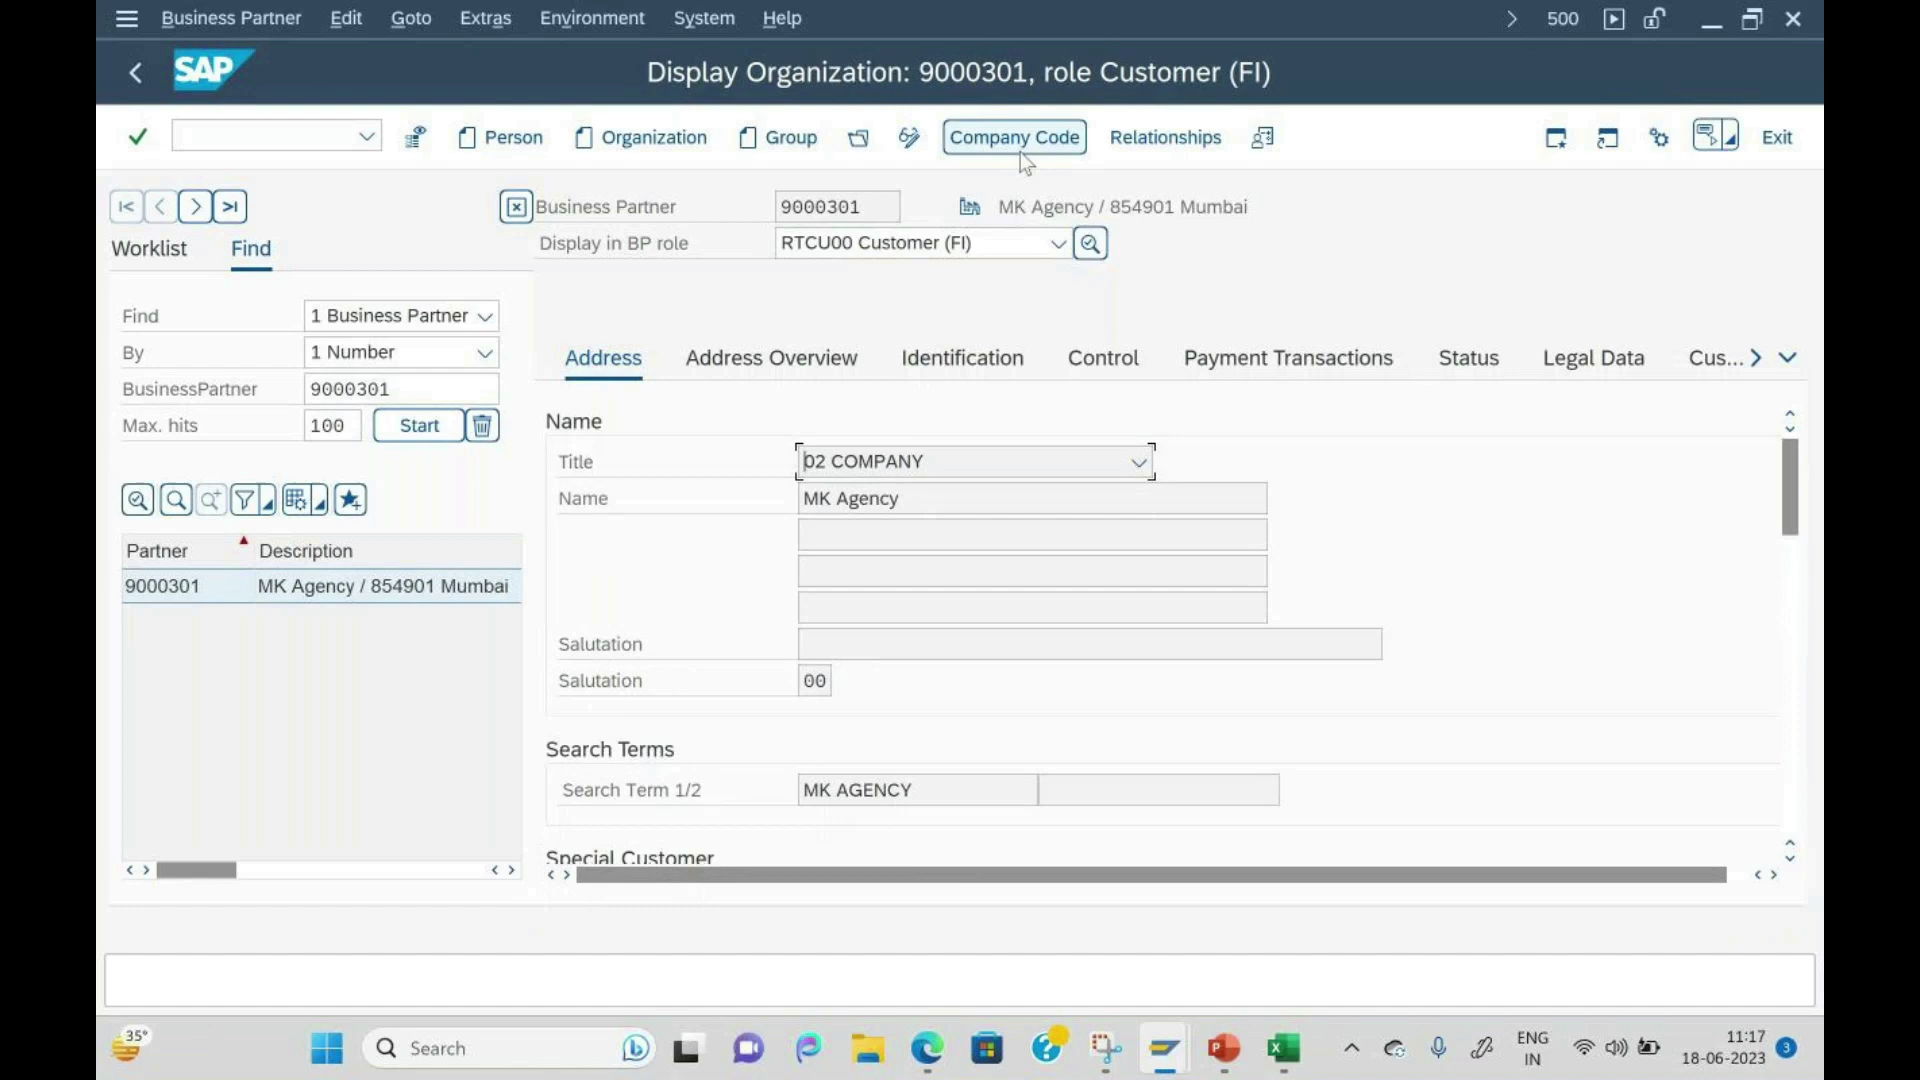 Business Partner Edit Goto Extras Environment System Help 500
SAP Display Organization: 9000301, role Customer (FI)
Person Organization Group Company Code Relationships Exit
Business Partner 9000301 MK Agency / 854901 Mumbai
Worklist Find
Display in BP role RTCU00 Customer (FI)
Find 1 Business Partner
By 1 Number
BusinessPartner 9000301
Max. hits 100 Start
Address Address Overview Identification Control Payment Transactions Status Legal Data Cus...
Name
Title 02 COMPANY
Name MK Agency
Partner Description
9000301 MK Agency / 854901 Mumbai
Salutation
Salutation 00
Search Terms
Search Term 1/2 MK AGENCY
Special Customer
35°
Search
ENG
IN
11:17
18-06-2023
3